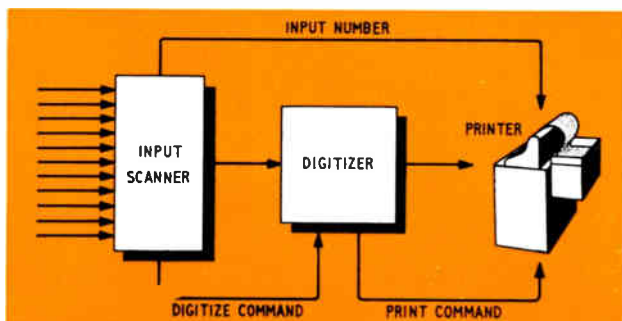 INPUT NUMBER
PRINTER
INPUT
SCANNER
DIGITIZER
DIGITIZE COMMAND
PRINT COMMAND